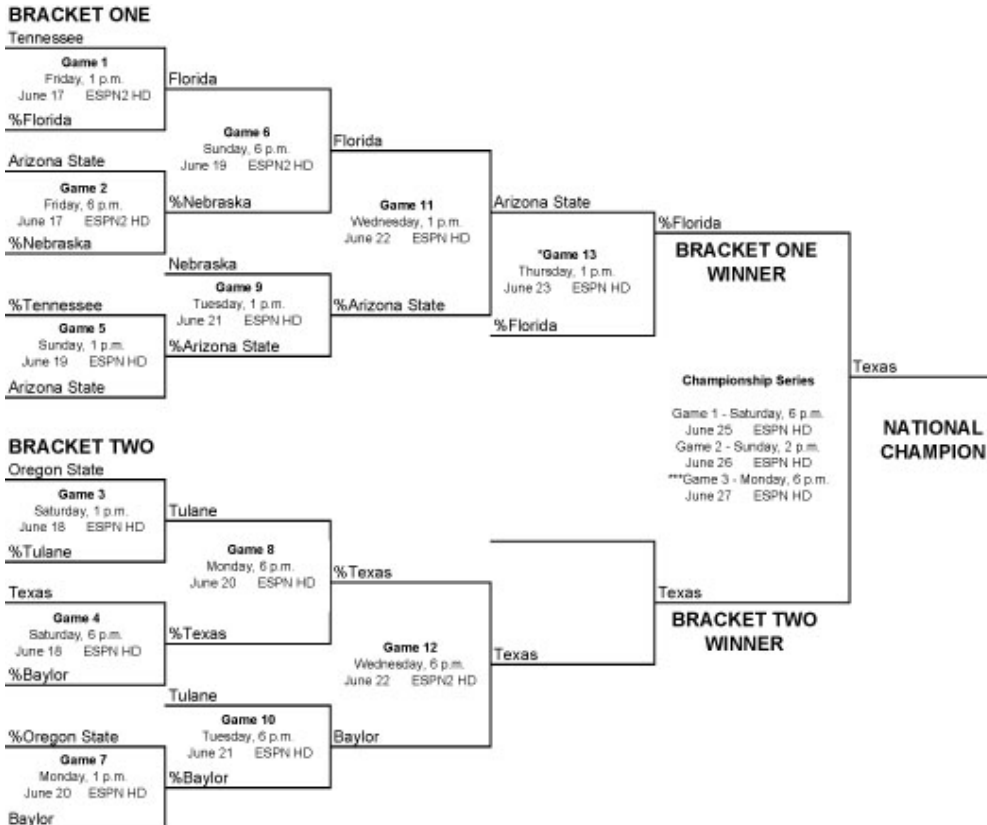 BRACKET ONE
Tennessee
Game 1
Friday, 1 p.m.
June 17 ESPN2 HD
%Florida
Florida
Game 6
Sunday, 6 p.m.
June 19 ESPN2 HD
%Nebraska
Arizona State
Game 2
Friday, 6 p.m.
June 17 ESPN2 HD
%Nebraska
Florida
Game 11
Wednesday, 1 p.m.
June 22 ESPN HD
%Arizona State
Nebraska
Game 9
Tuesday, 1 p.m.
June 21 ESPN HD
%Arizona State
%Tennessee
Game 5
Sunday, 1 p.m.
June 19 ESPN HD
Arizona State
Arizona State
*Game 13
Thursday, 1 p.m.
June 23 ESPN HD
%Florida
%Florida
BRACKET ONE
WINNER
Championship Series
Game 1 - Saturday, 6 p.m.
June 25 ESPN HD
Game 2 - Sunday, 2 p.m.
June 26 ESPN HD
***Game 3 - Monday, 6 p.m.
June 27 ESPN HD
Texas
NATIONAL
CHAMPION
BRACKET TWO
Oregon State
Game 3
Saturday, 1 p.m.
June 18 ESPN HD
%Tulane
Tulane
Game 8
Monday, 6 p.m.
June 20 ESPN HD
%Texas
Texas
Game 4
Saturday, 6 p.m.
June 18 ESPN HD
%Baylor
%Texas
Game 12
Wednesday, 6 p.m.
June 22 ESPN2 HD
Baylor
Tulane
Game 10
Tuesday, 6 p.m.
June 21 ESPN HD
%Baylor
%Oregon State
Game 7
Monday, 1 p.m.
June 20 ESPN HD
Baylor
Texas
Texas
BRACKET TWO
WINNER